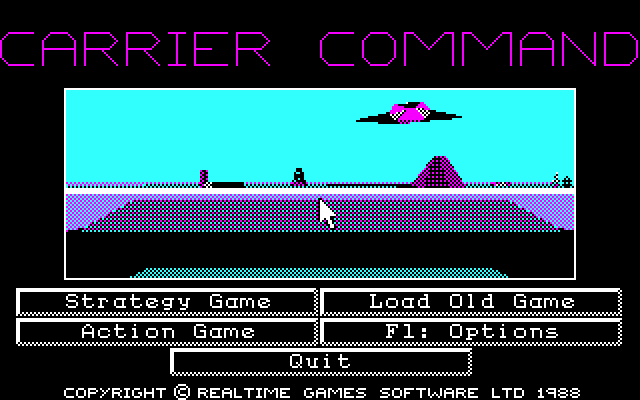 CARRIER COMMAND
Strategy Game Load Old Game
Action Game F1: Options
Quit
COPYRIGHT © REALTIME GAMES SOFTWARE LTD 1988